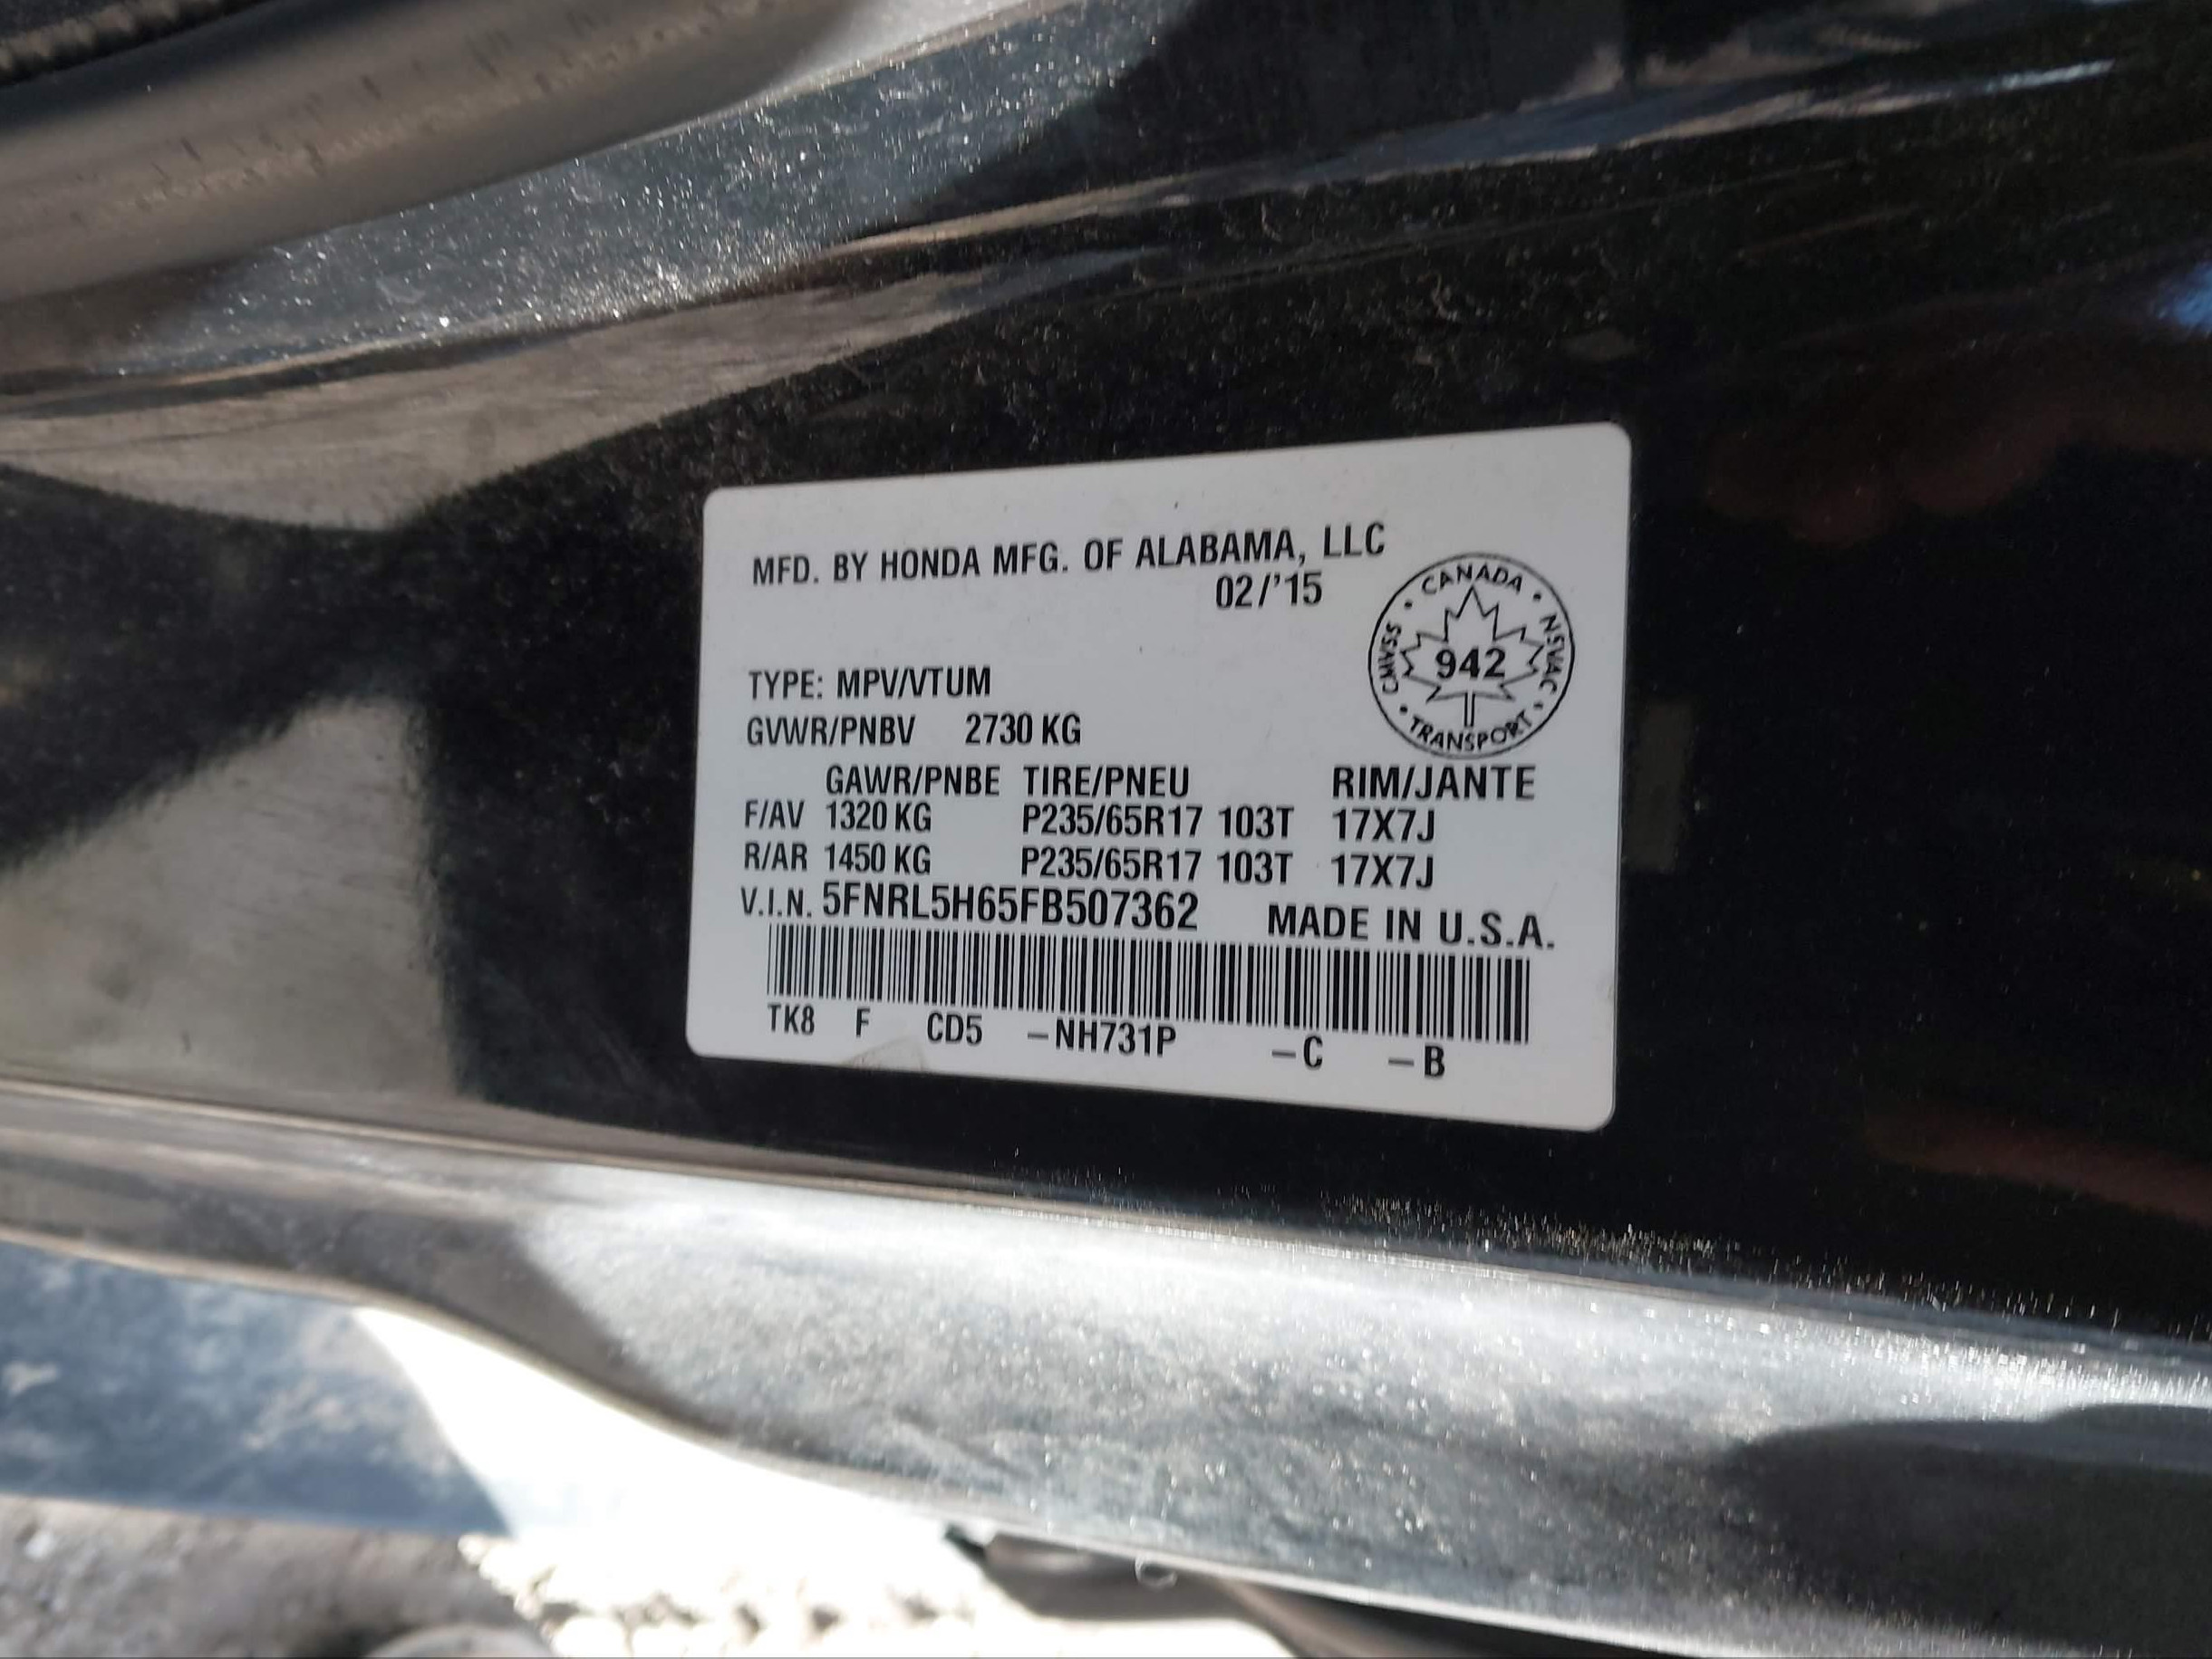 MFD. BY HONDA MFG. OF ALABAMA, LLC
02/'15
CANADA • NSVAC • TRANSPORT • CMVSS •
942
TYPE: MPV/VTUM
GVWR/PNBV 2730 KG
GAWR/PNBE TIRE/PNEU RIM/JANTE
F/AV 1320 KG P235/65R17 103T 17X7J
R/AR 1450 KG P235/65R17 103T 17X7J
V.I.N. 5FNRL5H65FB507362 MADE IN U.S.A.
TK8 F CD5 –NH731P –C –B